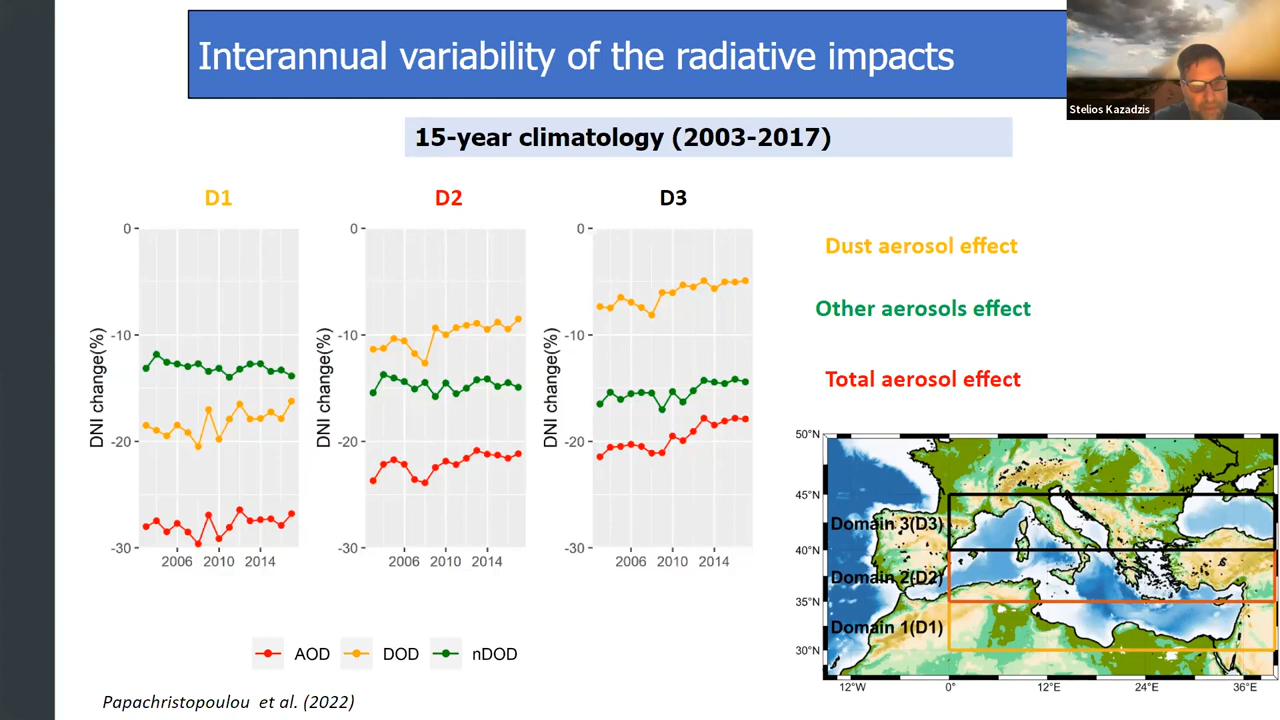 Interannual variability of the radiative impacts
Stelios Kazadzis
15-year climatology (2003-2017)
D1
D2
D3
DNI change(%)
0
-10
-20
-30
2006 2010 2014
DNI change(%)
0
-10
-20
-30
2006 2010 2014
DNI change(%)
0
-10
-20
-30
2006 2010 2014
Dust aerosol effect
Other aerosols effect
Total aerosol effect
AOD DOD nDOD
50°N
45°N
40°N
35°N
30°N
Domain 3(D3)
Domain 2(D2)
Domain 1(D1)
12°W 0° 12°E 24°E 36°E
Papachristopoulou et al. (2022)